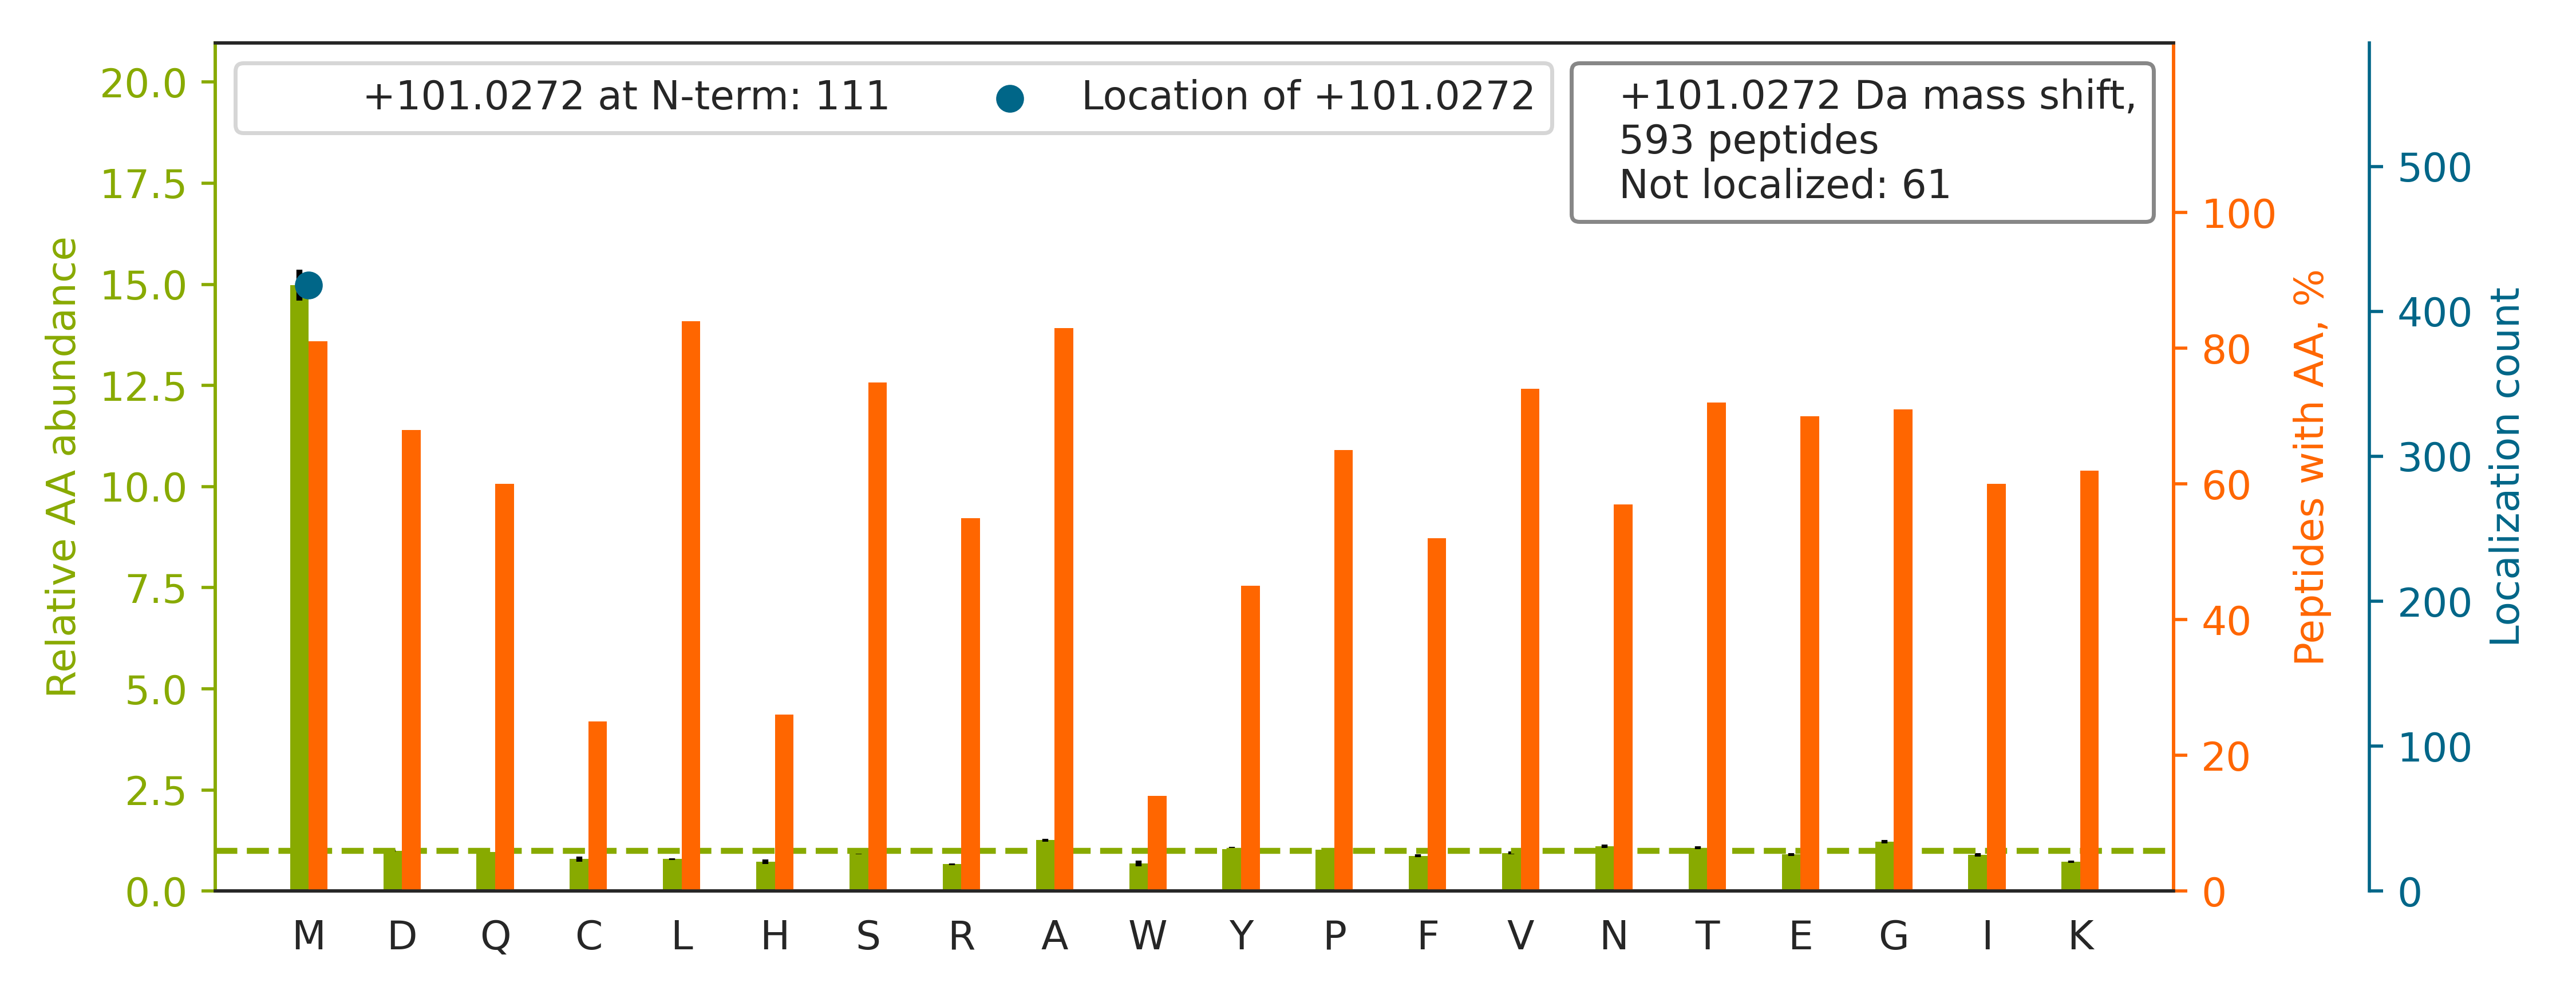 +101.0272 at N-term: 111
Location of +101.0272
+101.0272 Da mass shift,
593 peptides
Not localized: 61
Relative AA abundance
20.0
17.5
15.0
12.5
10.0
7.5
5.0
2.5
0.0
M D Q C L H S R A W Y P F V N T E G I K
100
80
60
40
20
0
Peptides with AA, %
500
400
300
200
100
0
Localization count